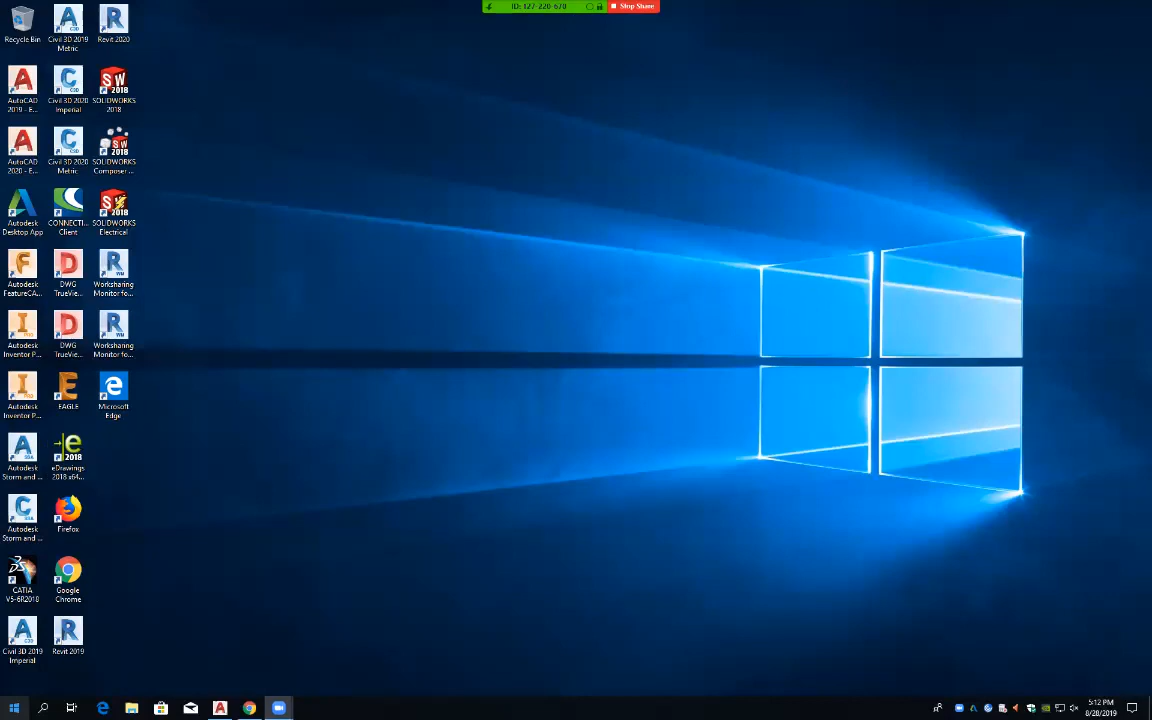 ID: 127-220-670
Stop Share
Recycle Bin
Civil 3D 2019
Metric
Revit 2020
AutoCAD
2019 - E...
Civil 3D 2020
Imperial
SOLIDWORKS
2018
AutoCAD
2020 - E...
Civil 3D 2020
Metric
SOLIDWORKS
Composer ...
Autodesk
Desktop App
CONNECTI...
Client
SOLIDWORKS
Electrical
Autodesk
FeatureCA...
DWG
TrueVie...
Worksharing
Monitor fo...
Autodesk
Inventor P...
DWG
TrueVie...
Worksharing
Monitor fo...
Autodesk
Inventor P...
EAGLE
Microsoft
Edge
Autodesk
Storm and ...
eDrawings
2018 x64...
Autodesk
Storm and ...
Firefox
CATIA
V5-6R2018
Google
Chrome
Civil 3D 2019
Imperial
Revit 2019
5:12 PM
8/28/2019